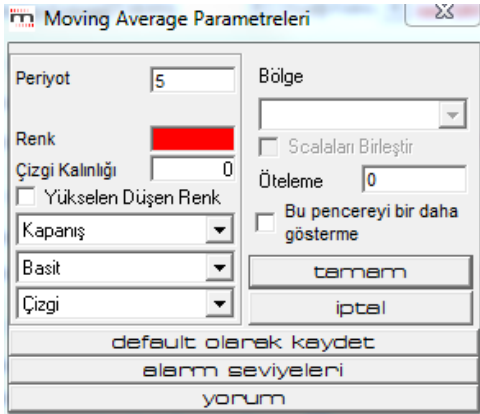 Moving Average Parametreleri
Periyot
5
Renk
Çizgi Kalınlığı
0
Yükselen Düşen Renk
Kapanış
Basit
Çizgi
Bölge
Scalaları Birleştir
Öteleme
0
Bu pencereyi bir daha
gösterme
tamam
iptal
default olarak kaydet
alarm seviyeleri
yorum